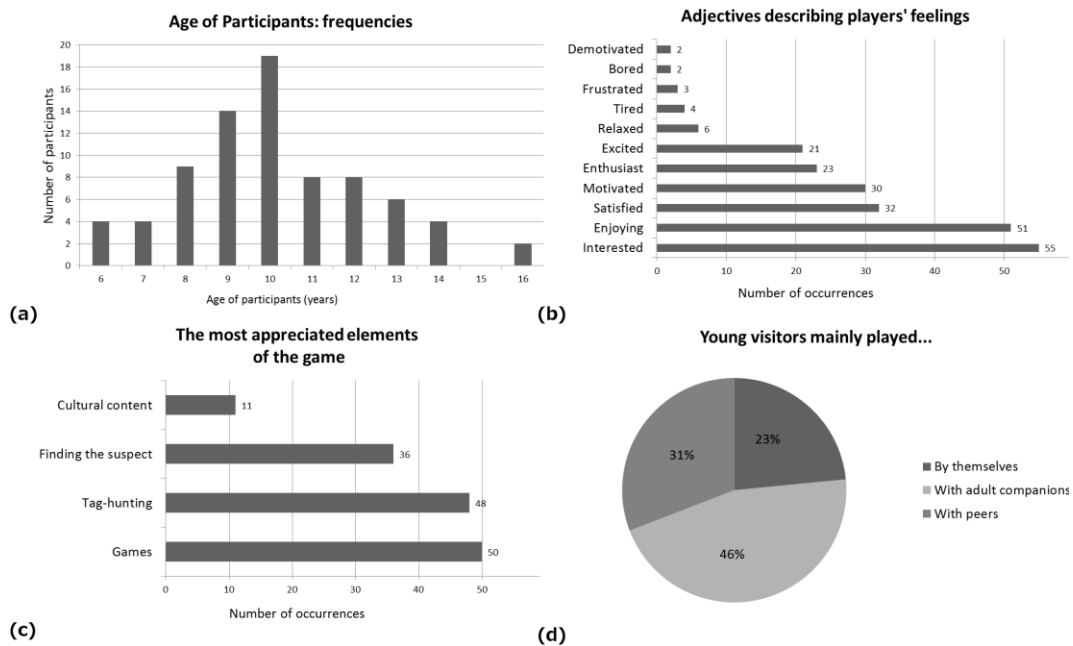 Age of Participants: frequencies
Number of participants
20
18
16
14
12
10
8
6
4
2
0
6 7 8 9 10 11 12 13 14 15 16
Age of participants (years)
(a)
Adjectives describing players' feelings
Demotivated 2
Bored 2
Frustrated 3
Tired 4
Relaxed 6
Excited 21
Enthusiast 23
Motivated 30
Satisfied 32
Enjoying 51
Interested 55
0 10 20 30 40 50
Number of occurrences
(b)
The most appreciated elements
of the game
Cultural content 11
Finding the suspect 36
Tag-hunting 48
Games 50
0 10 20 30 40 50
Number of occurrences
(c)
Young visitors mainly played...
23%
31%
46%
By themselves
With adult companions
With peers
(d)